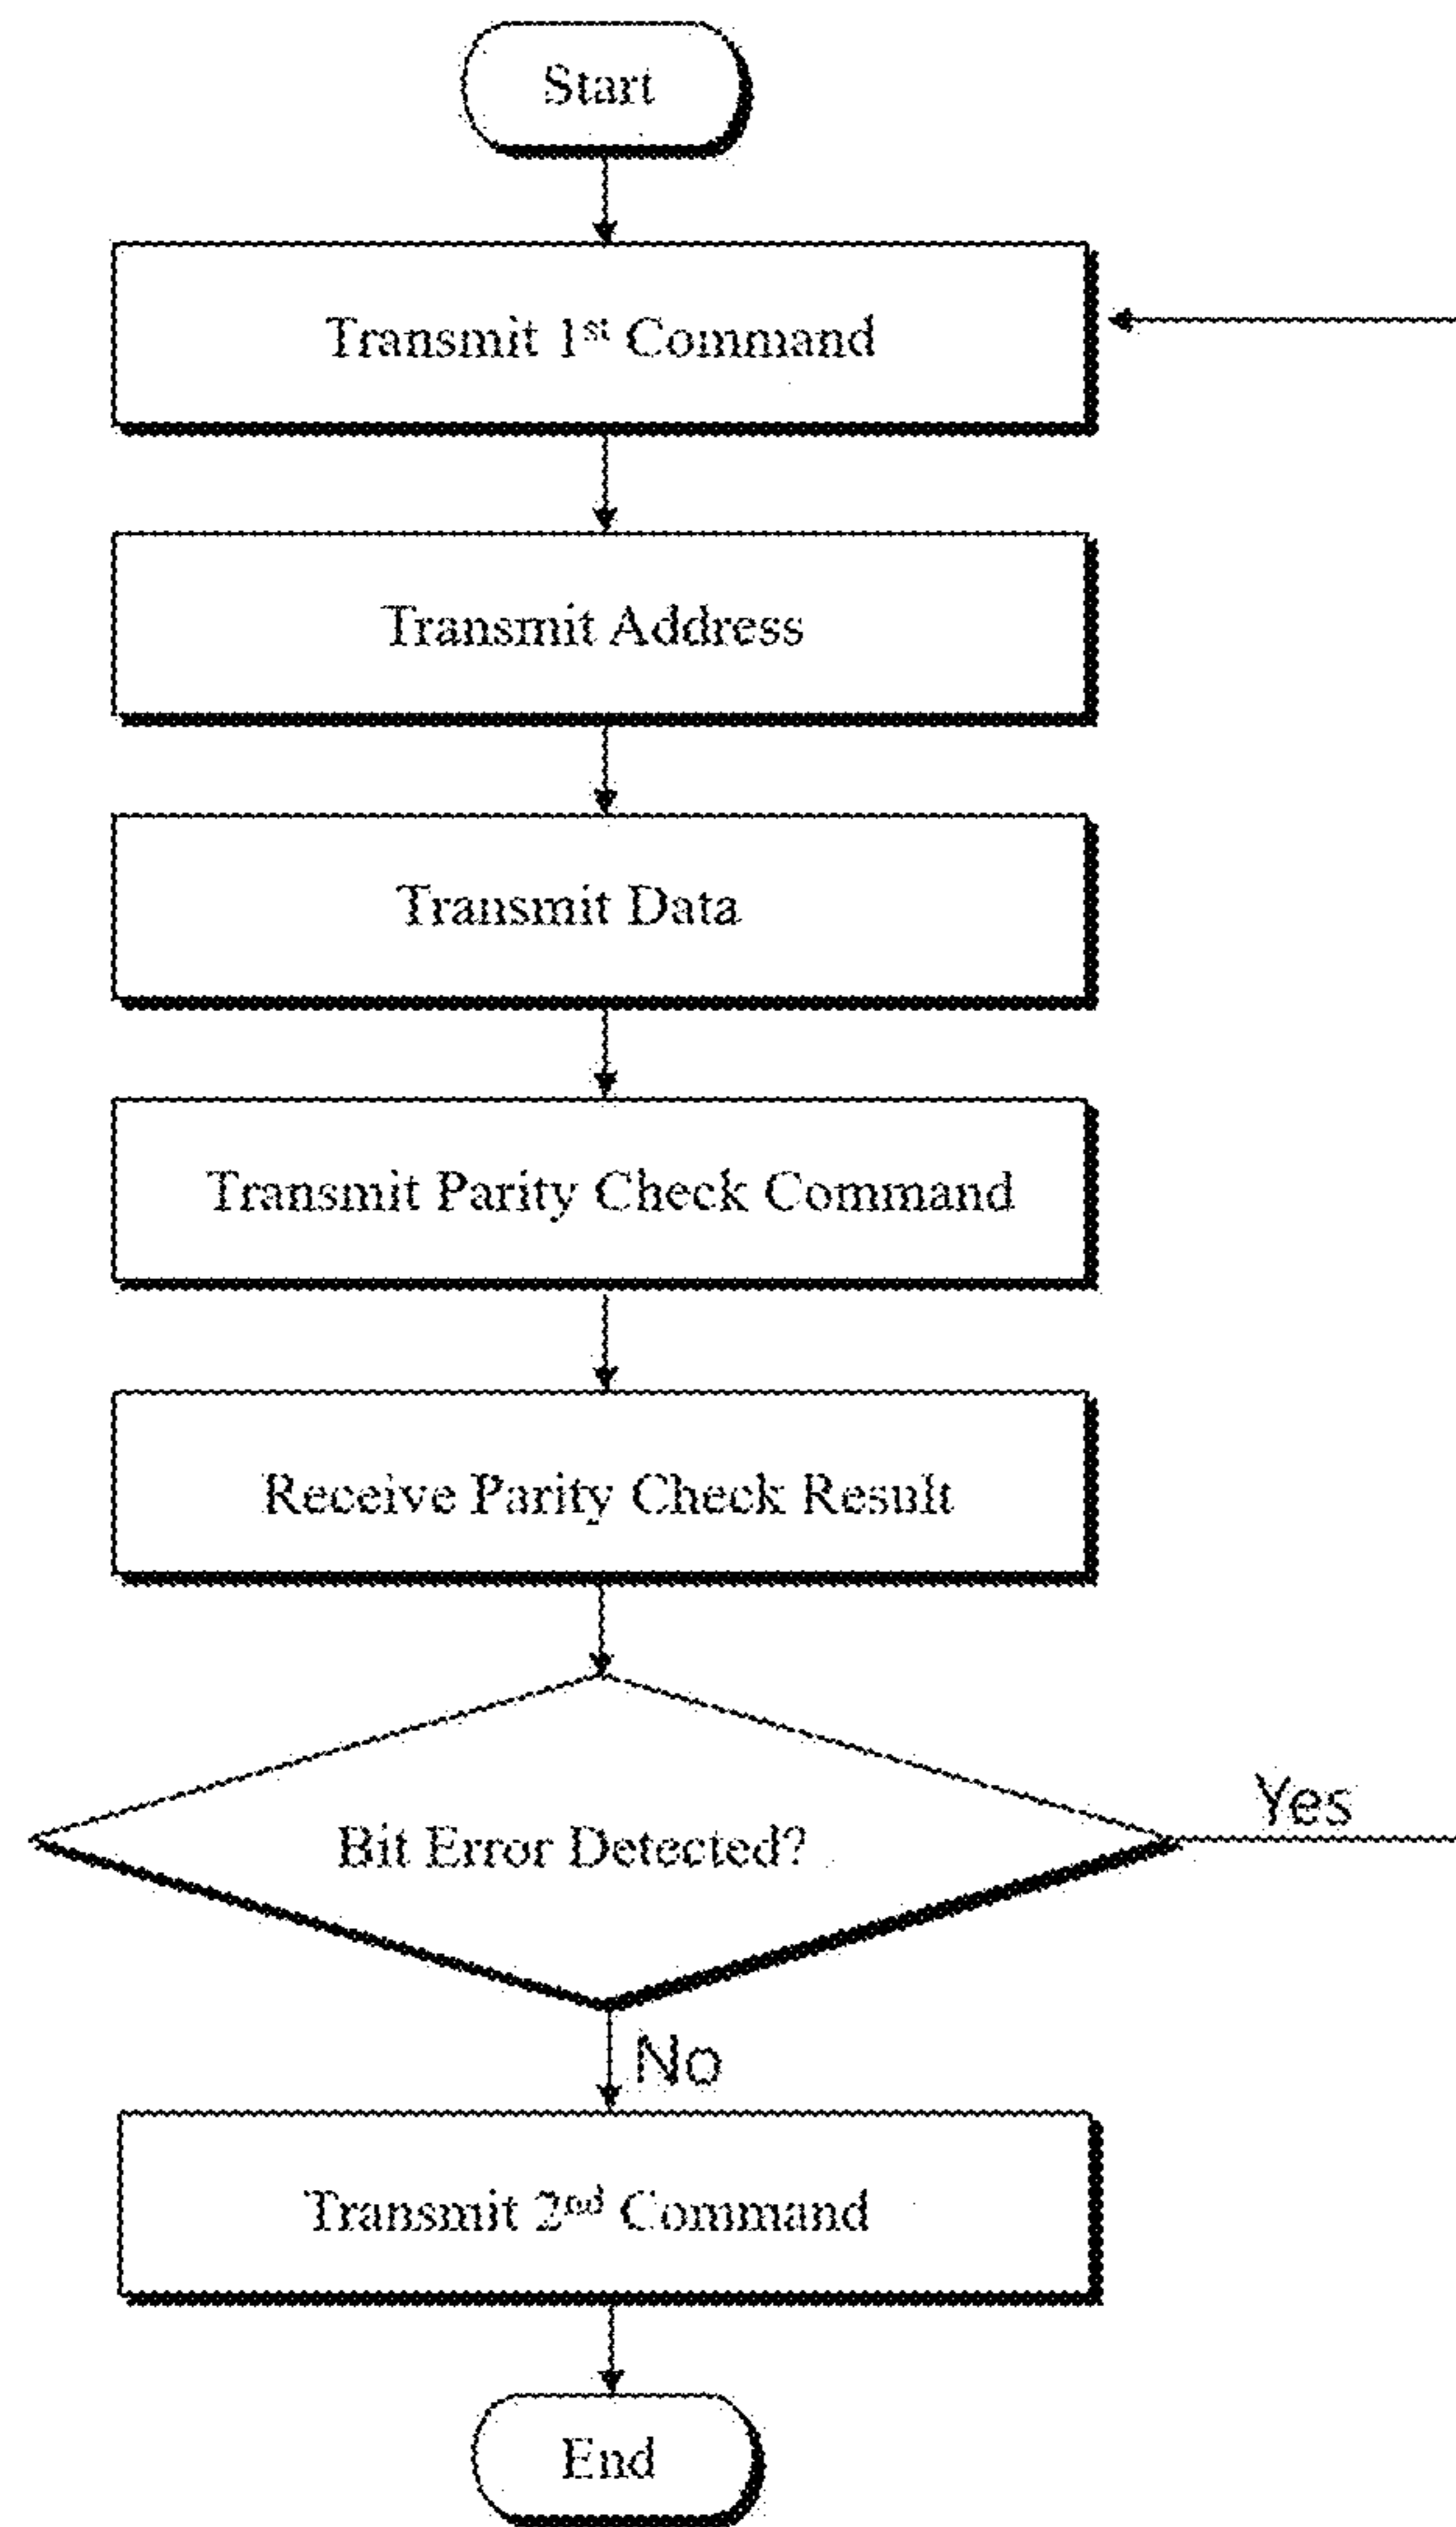 Start
Transmit 1st Command
Transmit Address
Transmit Data
Transmit Parity Check Command
Receive Parity Check Result
Bit Error Detected?
Yes
No
Transmit 2nd Command
End